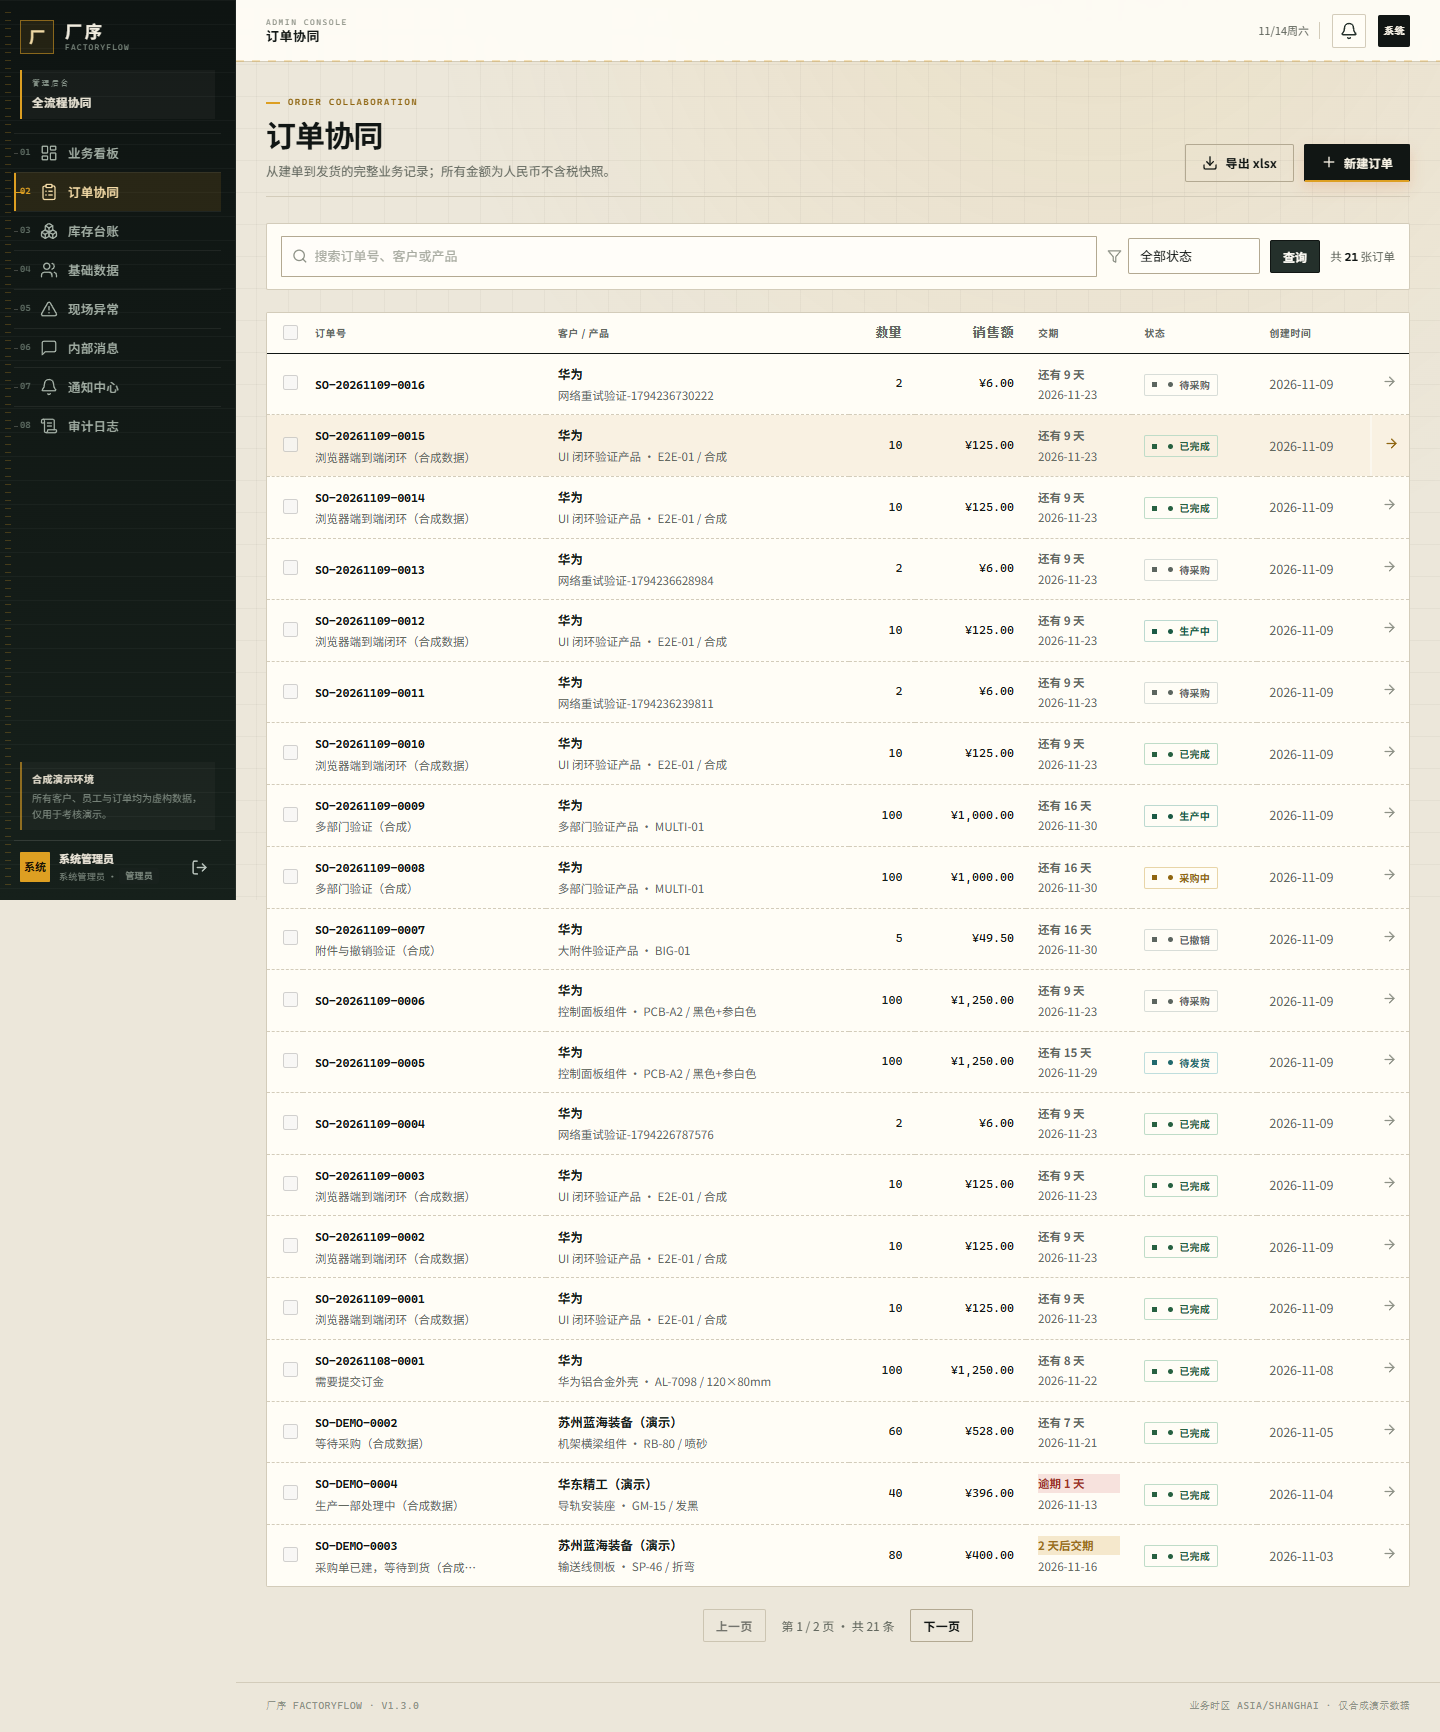 厂
厂序
FACTORYFLOW
管理后台
全流程协同
01 业务看板
02 订单协同
03 库存台账
04 基础数据
05 现场异常
06 内部消息
07 通知中心
08 审计日志
合成演示环境
所有客户、员工与订单均为虚构数据，
仅用于考核演示。
系统
系统管理员
系统管理员 · 管理员
ADMIN CONSOLE
订单协同
11/14周六
系统
ORDER COLLABORATION
订单协同
从建单到发货的完整业务记录；所有金额为人民币不含税快照。
导出 xlsx
新建订单
搜索订单号、客户或产品
全部状态
查询
共 21 张订单
订单号 客户 / 产品 数量 销售额 交期 状态 创建时间
SO-20261109-0016 华为 2 ¥6.00 还有 9 天 待采购 2026-11-09
网络重试验证-1794236730222 2026-11-23
SO-20261109-0015 华为 10 ¥125.00 还有 9 天 已完成 2026-11-09
浏览器端到端闭环（合成数据） UI 闭环验证产品 · E2E-01 / 合成 2026-11-23
SO-20261109-0014 华为 10 ¥125.00 还有 9 天 已完成 2026-11-09
浏览器端到端闭环（合成数据） UI 闭环验证产品 · E2E-01 / 合成 2026-11-23
SO-20261109-0013 华为 2 ¥6.00 还有 9 天 待采购 2026-11-09
网络重试验证-1794236628984 2026-11-23
SO-20261109-0012 华为 10 ¥125.00 还有 9 天 生产中 2026-11-09
浏览器端到端闭环（合成数据） UI 闭环验证产品 · E2E-01 / 合成 2026-11-23
SO-20261109-0011 华为 2 ¥6.00 还有 9 天 待采购 2026-11-09
网络重试验证-1794236239811 2026-11-23
SO-20261109-0010 华为 10 ¥125.00 还有 9 天 已完成 2026-11-09
浏览器端到端闭环（合成数据） UI 闭环验证产品 · E2E-01 / 合成 2026-11-23
SO-20261109-0009 华为 100 ¥1,000.00 还有 16 天 生产中 2026-11-09
多部门验证（合成） 多部门验证产品 · MULTI-01 2026-11-30
SO-20261109-0008 华为 100 ¥1,000.00 还有 16 天 采购中 2026-11-09
多部门验证（合成） 多部门验证产品 · MULTI-01 2026-11-30
SO-20261109-0007 华为 5 ¥49.50 还有 16 天 已撤销 2026-11-09
附件与撤销验证（合成） 大附件验证产品 · BIG-01 2026-11-30
SO-20261109-0006 华为 100 ¥1,250.00 还有 9 天 待采购 2026-11-09
控制面板组件 · PCB-A2 / 黑色+参白色 2026-11-23
SO-20261109-0005 华为 100 ¥1,250.00 还有 15 天 待发货 2026-11-09
控制面板组件 · PCB-A2 / 黑色+参白色 2026-11-29
SO-20261109-0004 华为 2 ¥6.00 还有 9 天 已完成 2026-11-09
网络重试验证-1794226787576 2026-11-23
SO-20261109-0003 华为 10 ¥125.00 还有 9 天 已完成 2026-11-09
浏览器端到端闭环（合成数据） UI 闭环验证产品 · E2E-01 / 合成 2026-11-23
SO-20261109-0002 华为 10 ¥125.00 还有 9 天 已完成 2026-11-09
浏览器端到端闭环（合成数据） UI 闭环验证产品 · E2E-01 / 合成 2026-11-23
SO-20261109-0001 华为 10 ¥125.00 还有 9 天 已完成 2026-11-09
浏览器端到端闭环（合成数据） UI 闭环验证产品 · E2E-01 / 合成 2026-11-23
SO-20261108-0001 华为 100 ¥1,250.00 还有 8 天 已完成 2026-11-08
需要提交订金 华为铝合金外壳 · AL-7098 / 120×80mm 2026-11-22
SO-DEMO-0002 苏州蓝海装备（演示） 60 ¥528.00 还有 7 天 已完成 2026-11-05
等待采购（合成数据） 机架横梁组件 · RB-80 / 喷砂 2026-11-21
SO-DEMO-0004 华东精工（演示） 40 ¥396.00 逾期 1 天 已完成 2026-11-04
生产一部处理中（合成数据） 导轨安装座 · GM-15 / 发黑 2026-11-13
SO-DEMO-0003 苏州蓝海装备（演示） 80 ¥400.00 2 天后交期 已完成 2026-11-03
采购单已建，等待到货（合成… 输送线侧板 · SP-46 / 折弯 2026-11-16
上一页 第 1 / 2 页 · 共 21 条 下一页
厂序 FACTORYFLOW · V1.3.0
业务时区 ASIA/SHANGHAI · 仅合成演示数据